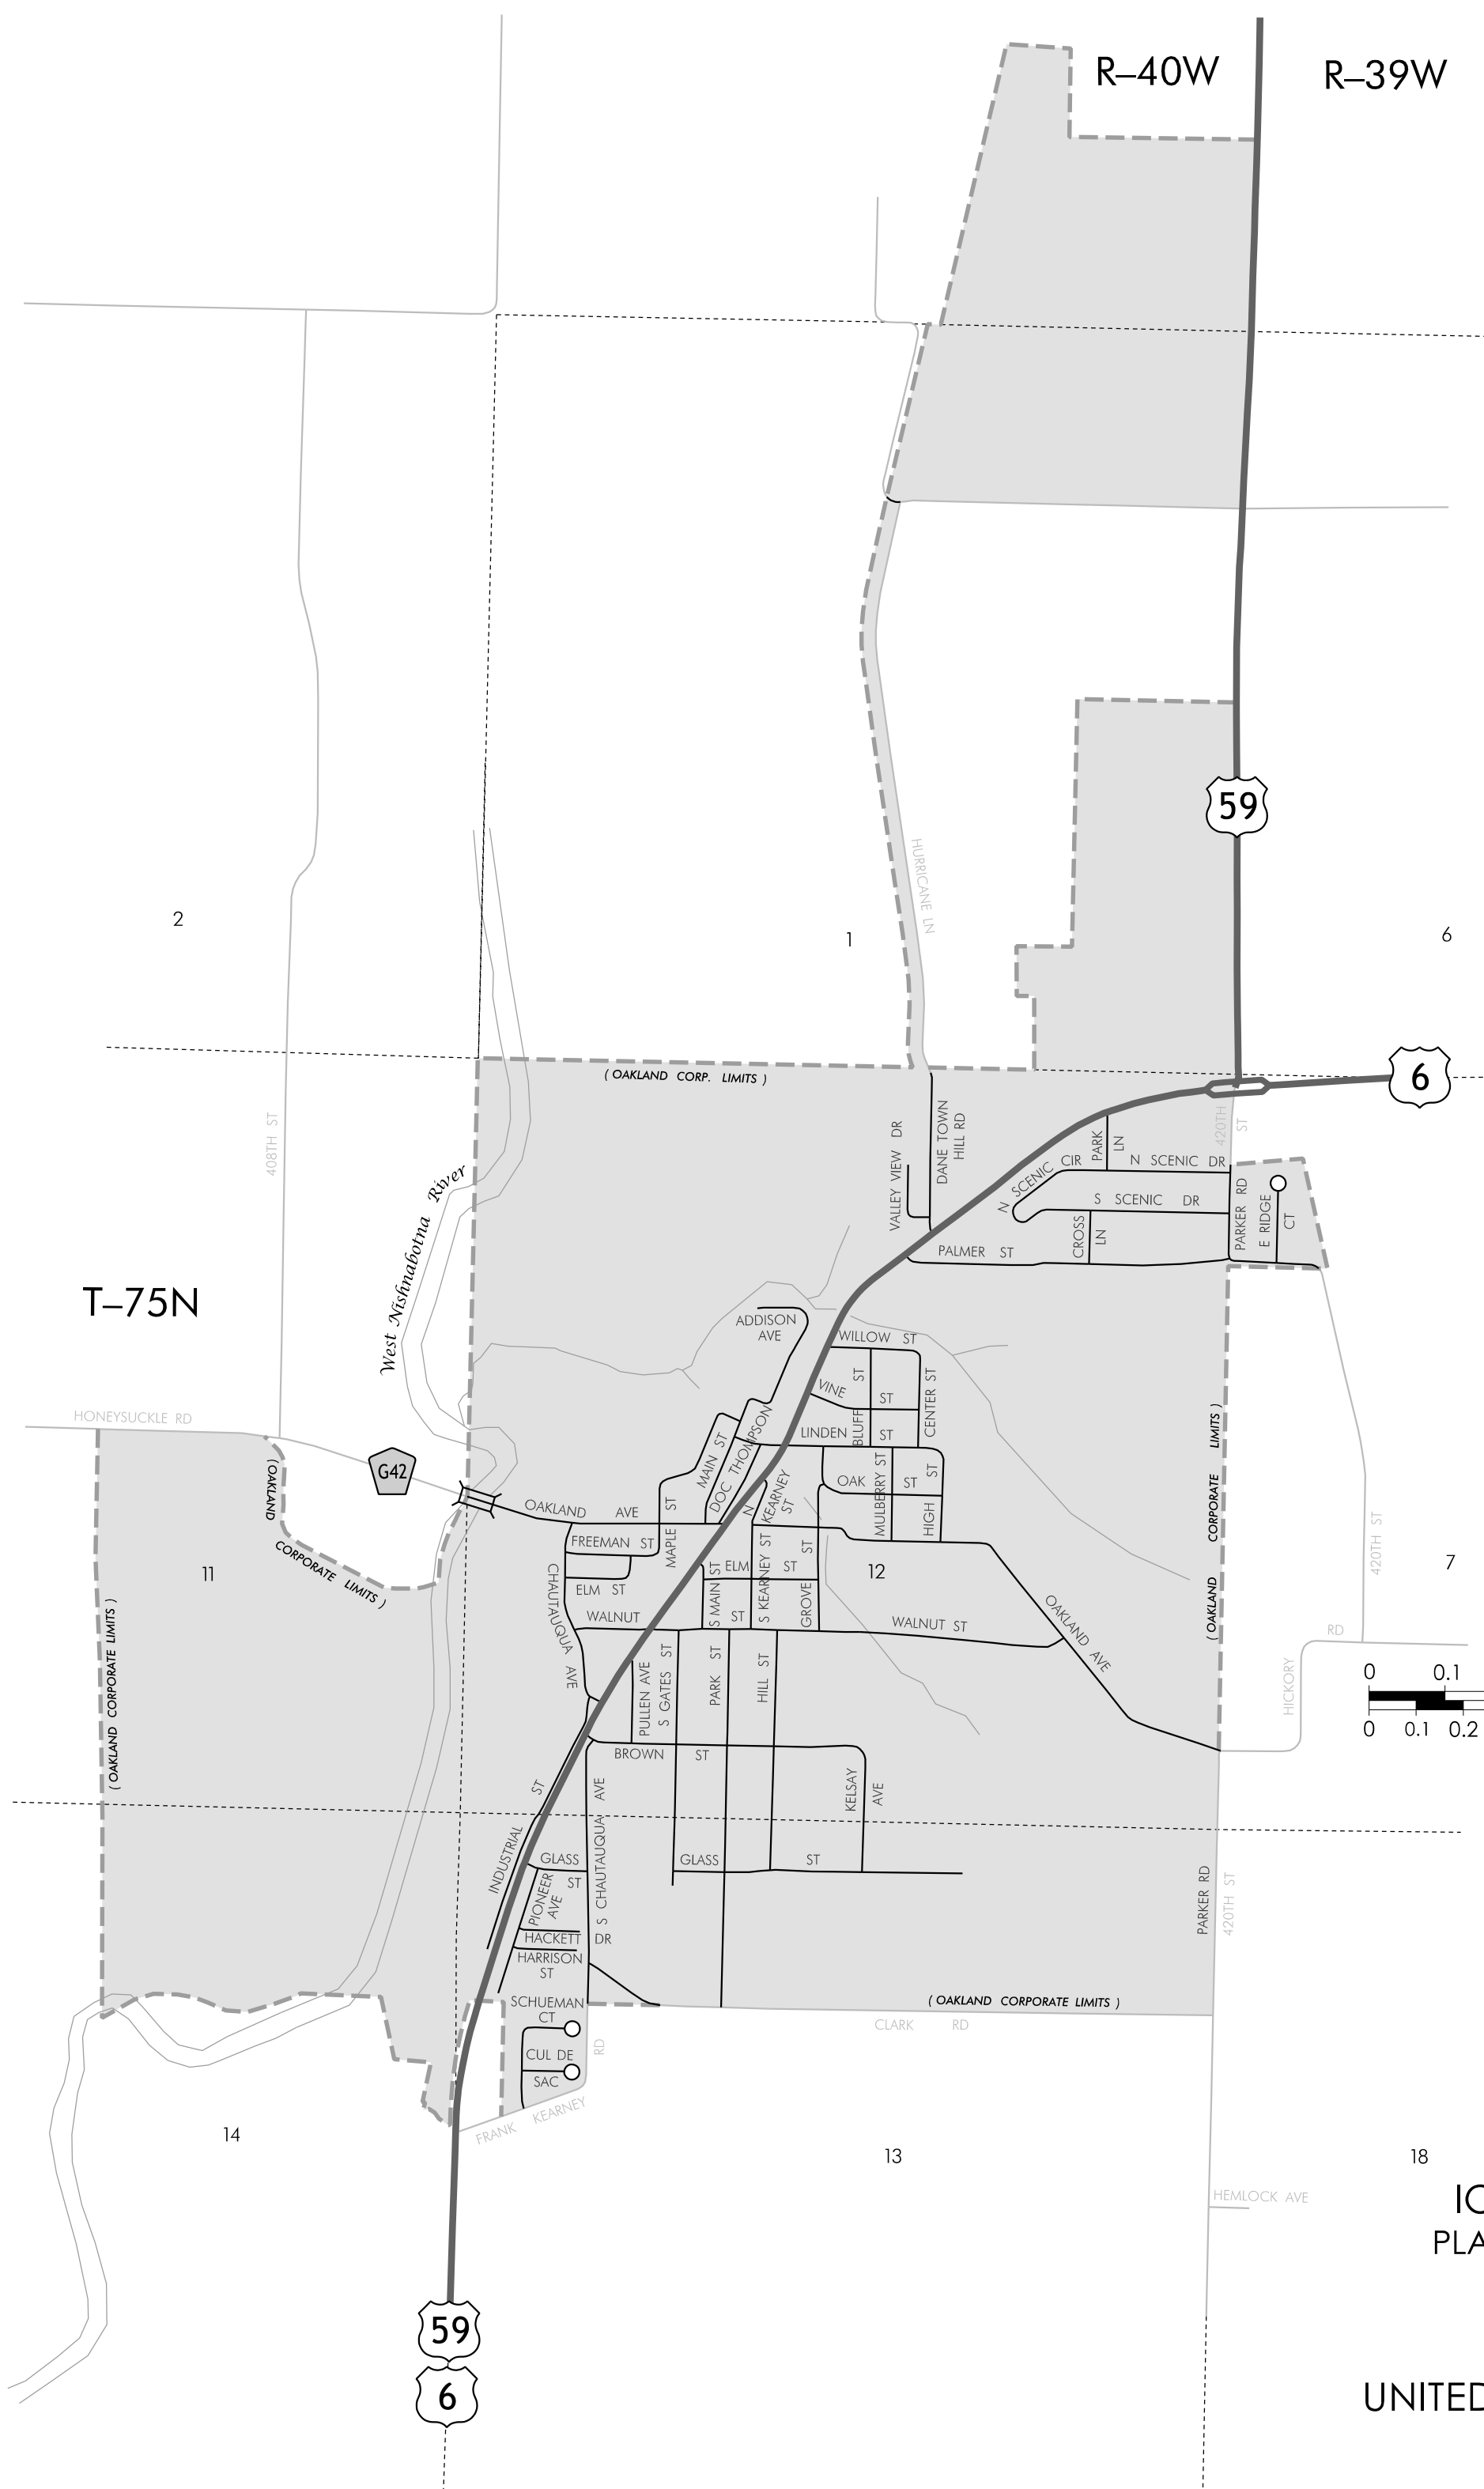 R–40W
R–39W
59
HURRICANE LN
2
1
6
( OAKLAND CORP. LIMITS )
6
408TH ST
420TH
ST
VALLEY VIEW DR
DANE TOWN
HILL RD
PARK
LN
N SCENIC CIR
N SCENIC DR
S SCENIC DR
PARKER RD
E RIDGE
CT
CROSS
LN
PALMER ST
West Nishnabotna River
T–75N
ADDISON
AVE
WILLOW ST
VINE ST
BLUFF ST
CENTER ST
LINDEN ST
HONEYSUCKLE RD
G42
(OAKLAND
CORPORATE LIMITS )
MAIN ST
DOC THOMPSON
OAK ST
MULBERRY ST
HIGH ST
N KEARNEY
ST
OAKLAND AVE
MAPLE ST
FREEMAN ST
ELM ST
ELM ST
S MAIN ST
S KEARNEY ST
GROVE ST
12
11
7
420TH ST
( OAKLAND CORPORATE LIMITS )
( OAKLAND CORPORATE LIMITS )
CHAUTAUQUA AVE
WALNUT ST
WALNUT ST
OAKLAND AVE
PULLEN AVE
S GATES ST
PARK ST
HILL ST
HICKORY RD
0 0.1
0 0.1 0.2
BROWN ST
KELSAY
AVE
INDUSTRIAL ST
S CHAUTAUQUA AVE
GLASS
ST
GLASS ST
PIONEER
AVE
HACKETT DR
HARRISON
ST
PARKER RD
420TH ST
SCHUEMAN
CT
CUL DE
SAC
( OAKLAND CORPORATE LIMITS )
CLARK RD
FRANK KEARNEY RD
14
13
18
HEMLOCK AVE
IO
PLA
59
6
UNITED